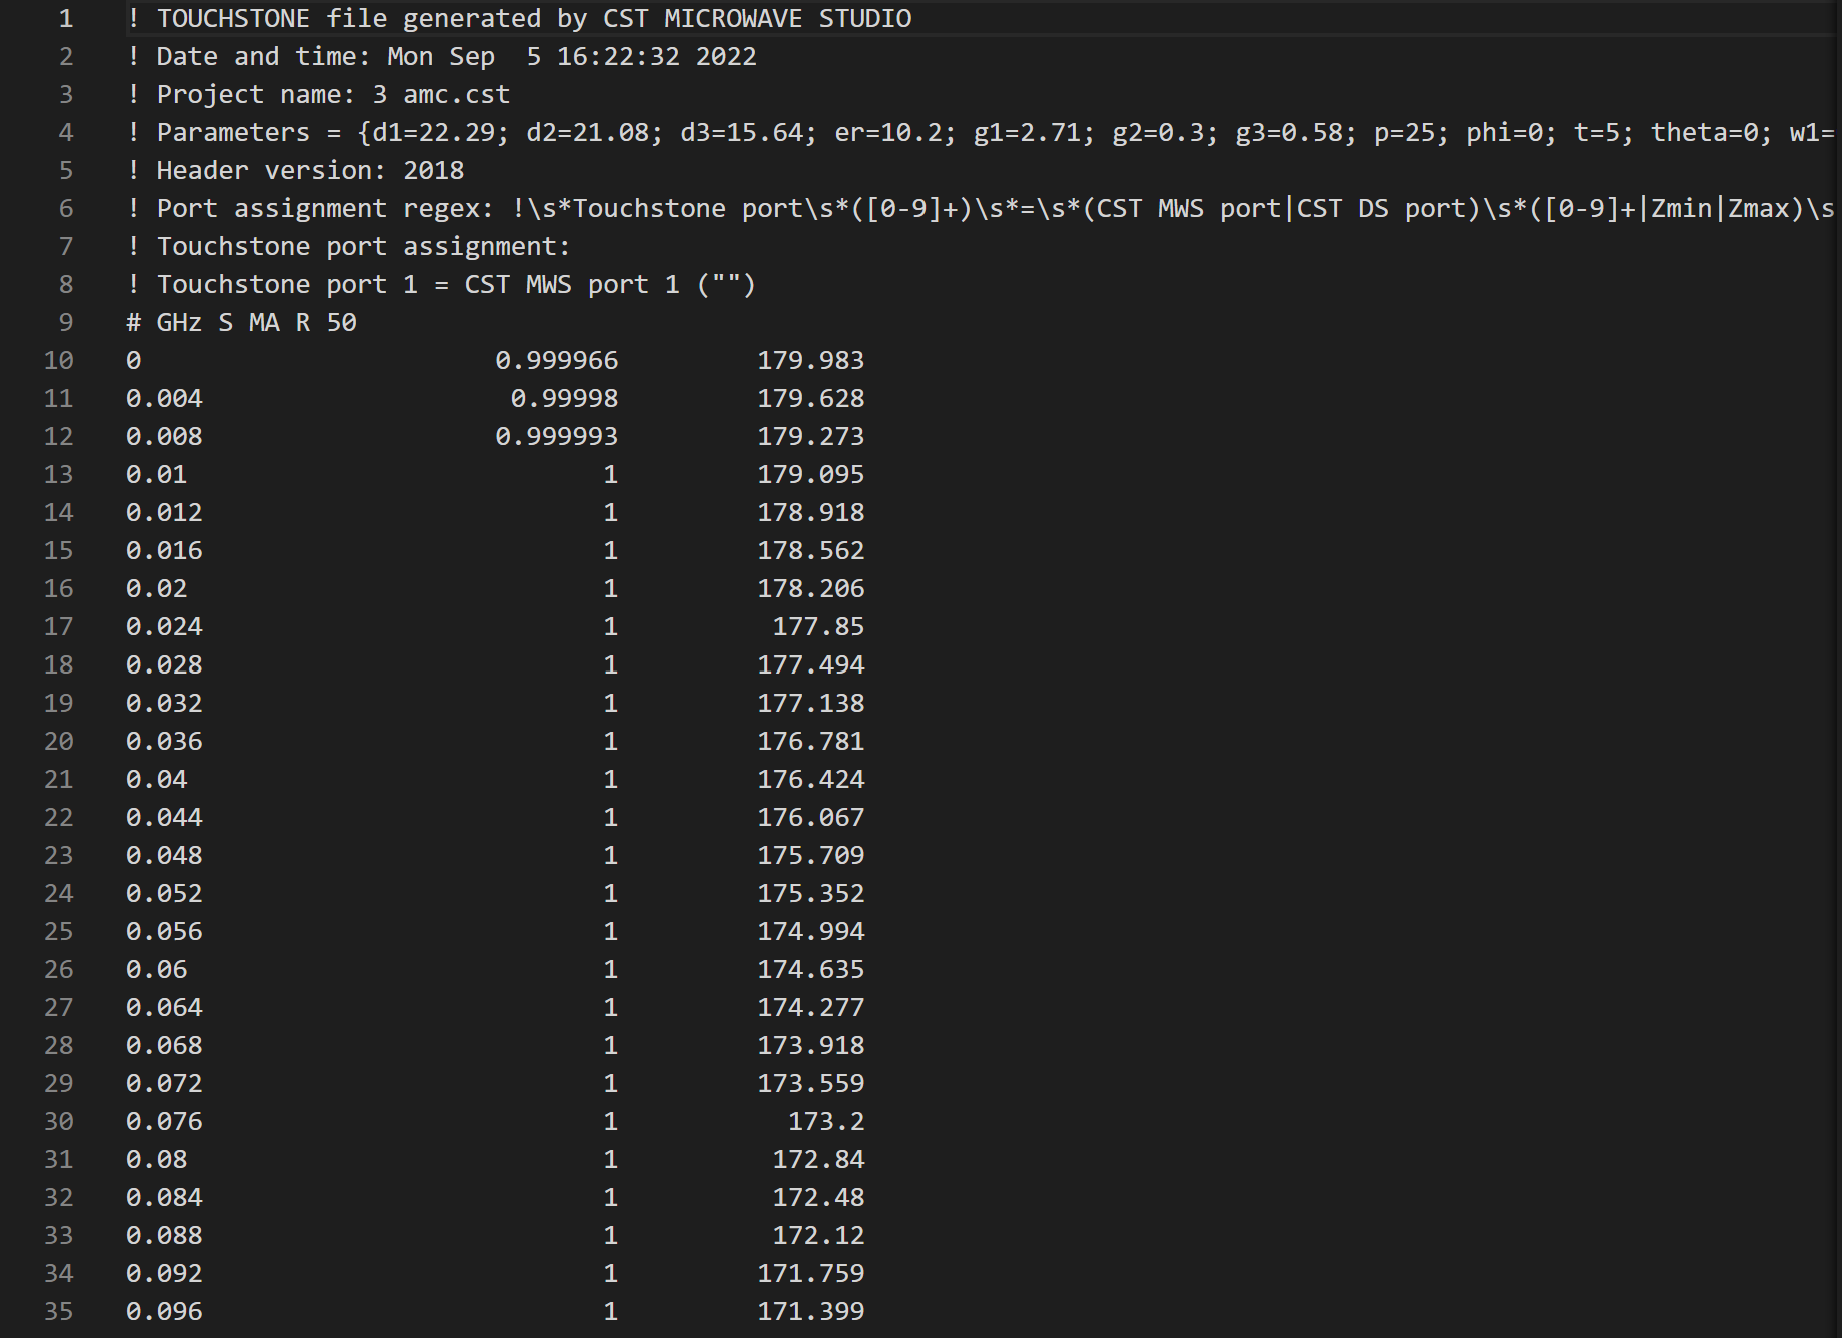 1 ! TOUCHSTONE file generated by CST MICROWAVE STUDIO
2 ! Date and time: Mon Sep  5 16:22:32 2022
3 ! Project name: 3 amc.cst
4 ! Parameters = {d1=22.29; d2=21.08; d3=15.64; er=10.2; g1=2.71; g2=0.3; g3=0.58; p=25; phi=0; t=5; theta=0; w1=
5 ! Header version: 2018
6 ! Port assignment regex: !\s*Touchstone port\s*([0-9]+)\s*=\s*(CST MWS port|CST DS port)\s*([0-9]+|Zmin|Zmax)\s
7 ! Touchstone port assignment:
8 ! Touchstone port 1 = CST MWS port 1 ("")
9 # GHz S MA R 50
10 0 0.999966 179.983
11 0.004 0.99998 179.628
12 0.008 0.999993 179.273
13 0.01 1 179.095
14 0.012 1 178.918
15 0.016 1 178.562
16 0.02 1 178.206
17 0.024 1 177.85
18 0.028 1 177.494
19 0.032 1 177.138
20 0.036 1 176.781
21 0.04 1 176.424
22 0.044 1 176.067
23 0.048 1 175.709
24 0.052 1 175.352
25 0.056 1 174.994
26 0.06 1 174.635
27 0.064 1 174.277
28 0.068 1 173.918
29 0.072 1 173.559
30 0.076 1 173.2
31 0.08 1 172.84
32 0.084 1 172.48
33 0.088 1 172.12
34 0.092 1 171.759
35 0.096 1 171.399